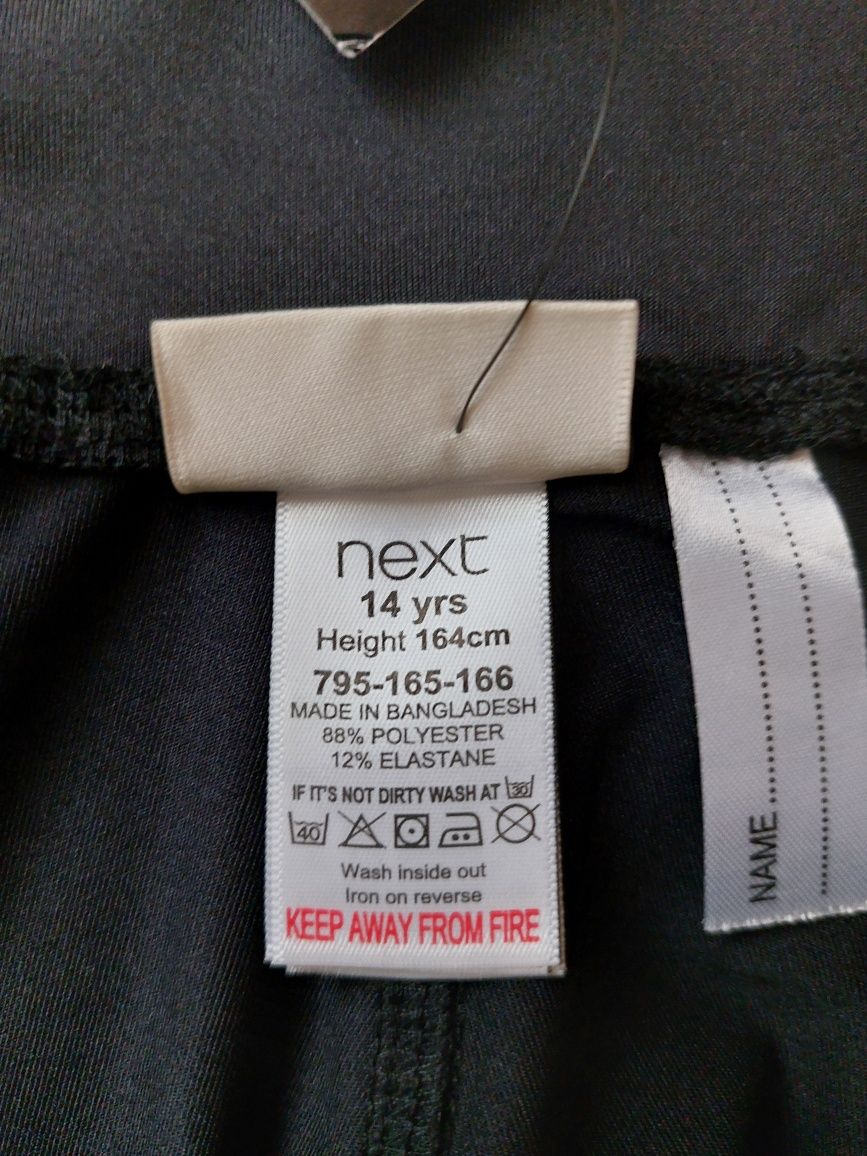 next
14 yrs
Height 164cm
795-165-166
MADE IN BANGLADESH
88% POLYESTER
12% ELASTANE
IF IT'S NOT DIRTY WASH AT 30
40
Wash inside out
Iron on reverse
KEEP AWAY FROM FIRE
NAME